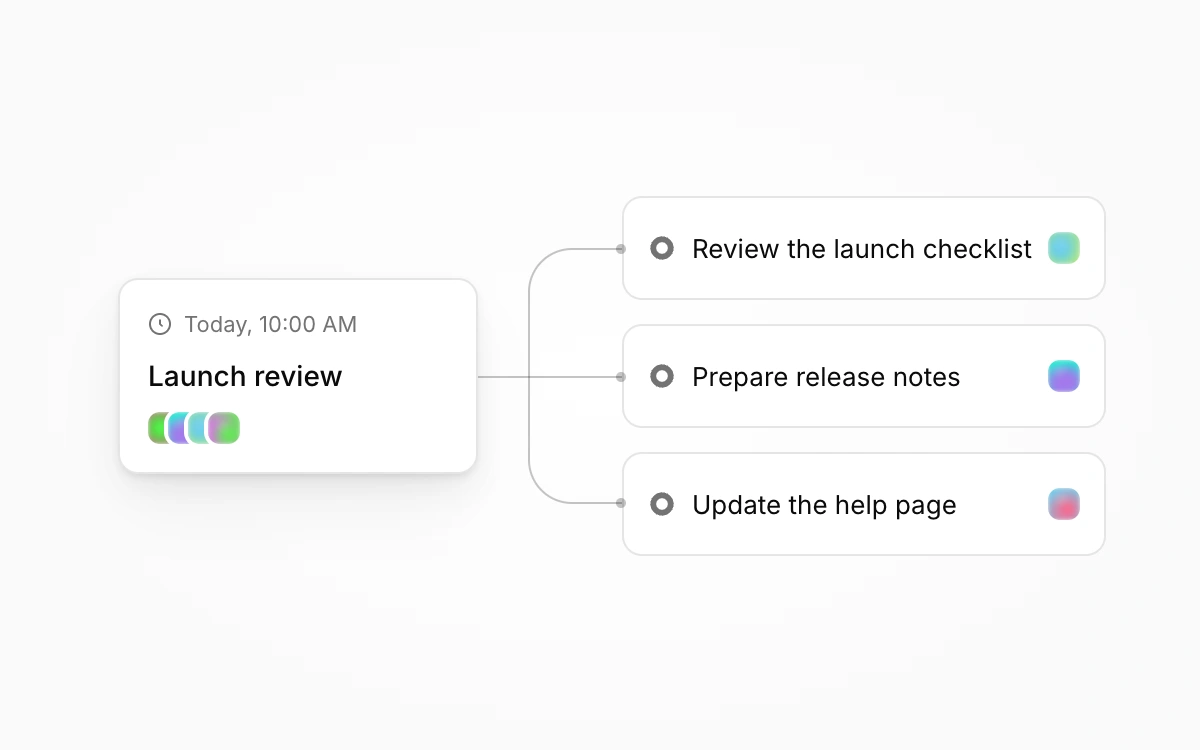 Today, 10:00 AM
Launch review
Review the launch checklist
Prepare release notes
Update the help page